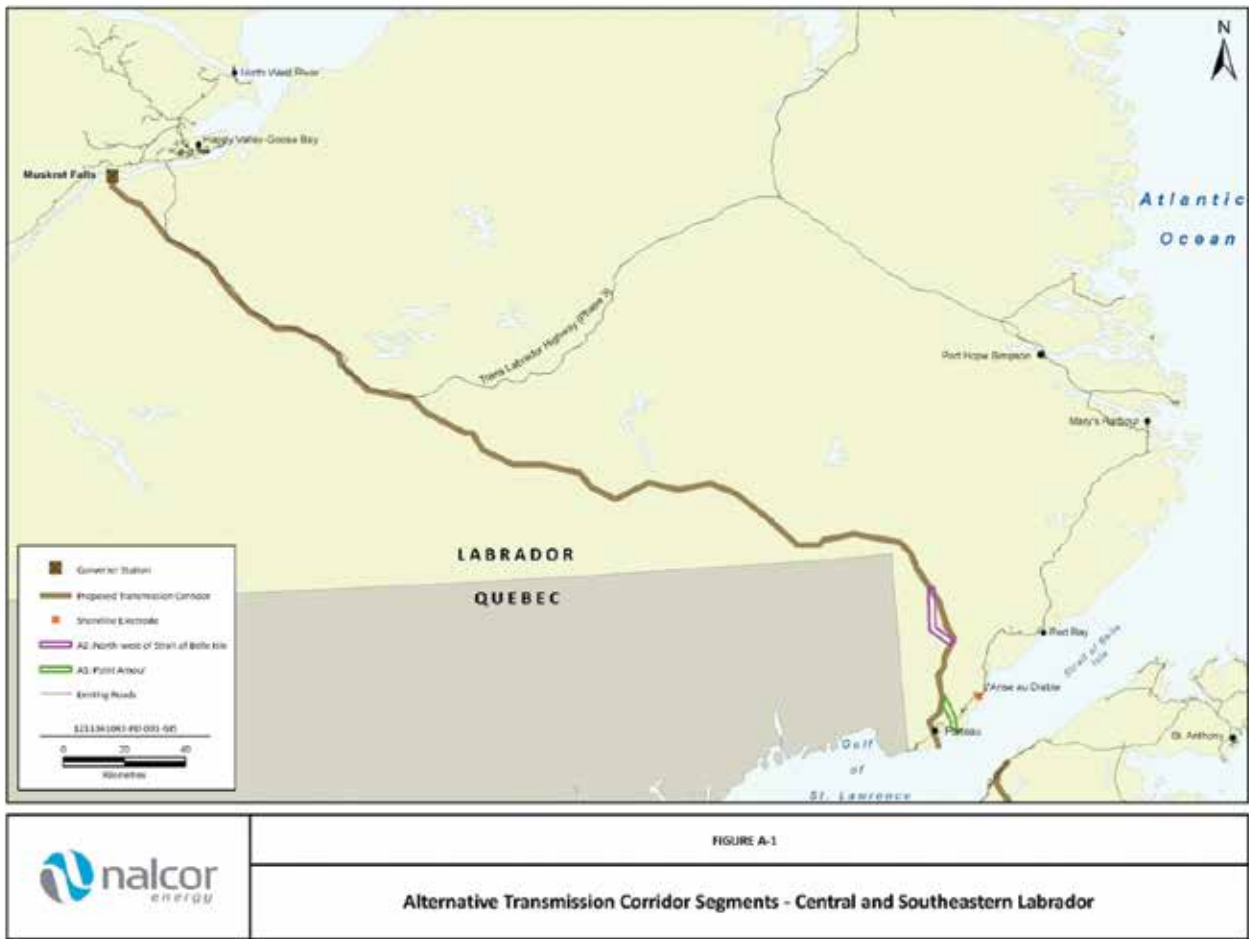 N
North West River
Happy Valley-Goose Bay
Muskrat Falls
Atlantic
Ocean
Trans Labrador Highway (Phase 3)
Port Hope Simpson
Mary's Harbour
LABRADOR
QUEBEC
Converter Station
Proposed Transmission Corridor
Shoreline Electrode
A2: North-west of Strait of Belle Isle
Point Amour
Existing Roads
0 20 40
Kilometres
Red Bay
Strait of Belle
Isle
L'Anse au Diable
Forteau
St. Anthony
Gulf
of
St. Lawrence
nalcor
energy
FIGURE A-1
Alternative Transmission Corridor Segments - Central and Southeastern Labrador